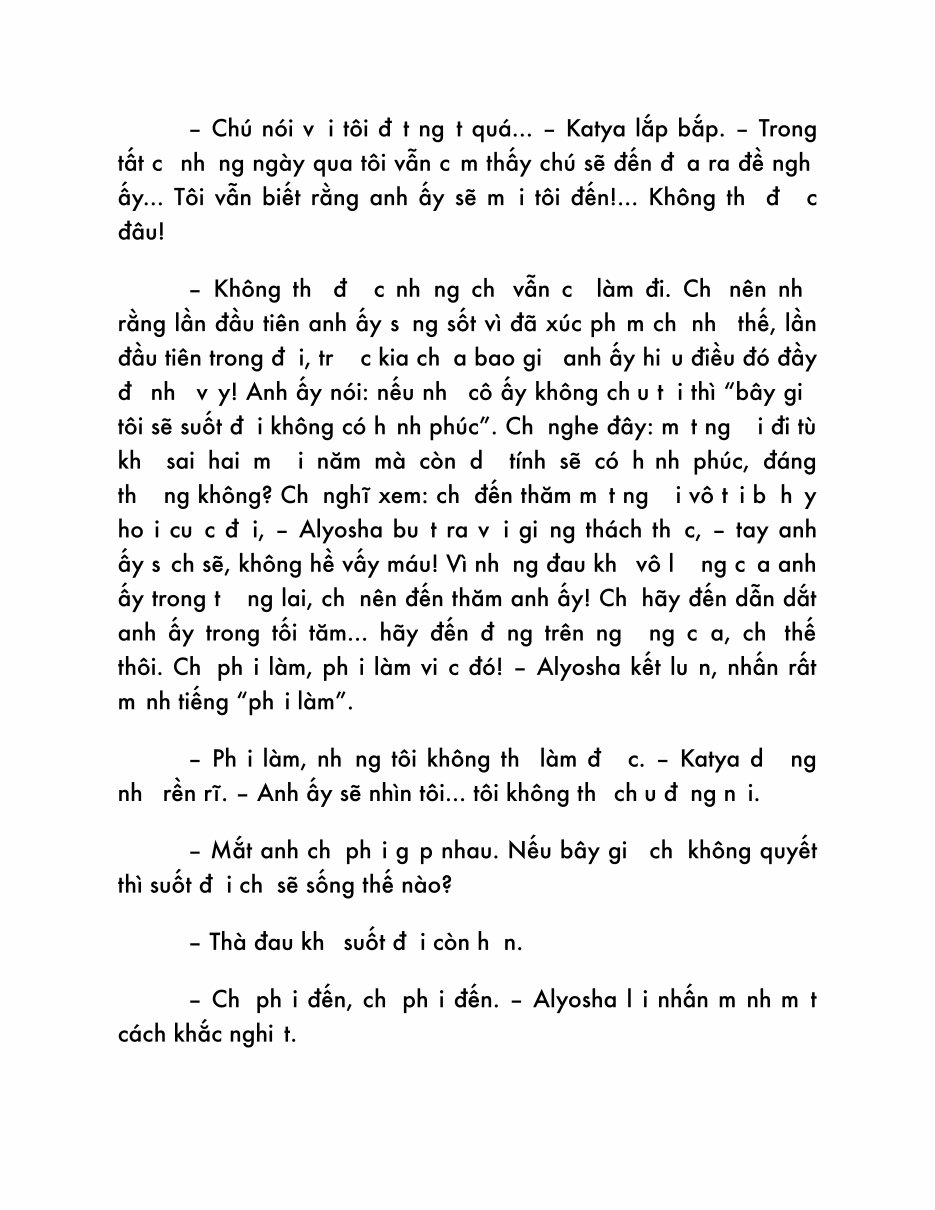 – Chú nói v i tôi đ t ng t quá... – Katya lắp bắp. – Trong
tất c nh ng ngày qua tôi vẫn c m thấy chú sẽ đến đ a ra đề ngh
ấy... Tôi vẫn biết rằng anh ấy sẽ m i tôi đến!... Không th đ c
đâu!
– Không th đ c nh ng ch vẫn c làm đi. Ch nên nh
rằng lần đầu tiên anh ấy s ng sốt vì đã xúc ph m ch nh thế, lần
đầu tiên trong đ i, tr c kia ch a bao gi anh ấy hi u điều đó đầy
đ nh v y! Anh ấy nói: nếu nh cô ấy không ch u t i thì “bây gi
tôi sẽ suốt đ i không có h nh phúc”. Ch nghe đây: m t ng i đi tù
kh sai hai m i năm mà còn d tính sẽ có h nh phúc, đáng
th ng không? Ch nghĩ xem: ch đến thăm m t ng i vô t i b h y
ho i cu c đ i, – Alyosha bu t ra v i gi ng thách th c, – tay anh
ấy s ch sẽ, không hề vấy máu! Vì nh ng đau kh vô l ng c a anh
ấy trong t ng lai, ch nên đến thăm anh ấy! Ch hãy đến dẫn dắt
anh ấy trong tối tăm... hãy đến đ ng trên ng ng c a, ch thế
thôi. Ch ph i làm, ph i làm vi c đó! – Alyosha kết lu n, nhấn rất
m nh tiếng “ph i làm”.
– Ph i làm, nh ng tôi không th làm đ c. – Katya d ng
nh rền rĩ. – Anh ấy sẽ nhìn tôi... tôi không th ch u đ ng n i.
– Mắt anh ch ph i g p nhau. Nếu bây gi ch không quyết
thì suốt đ i ch sẽ sống thế nào?
– Thà đau kh suốt đ i còn h n.
– Ch ph i đến, ch ph i đến. – Alyosha l i nhấn m nh m t
cách khắc nghi t.